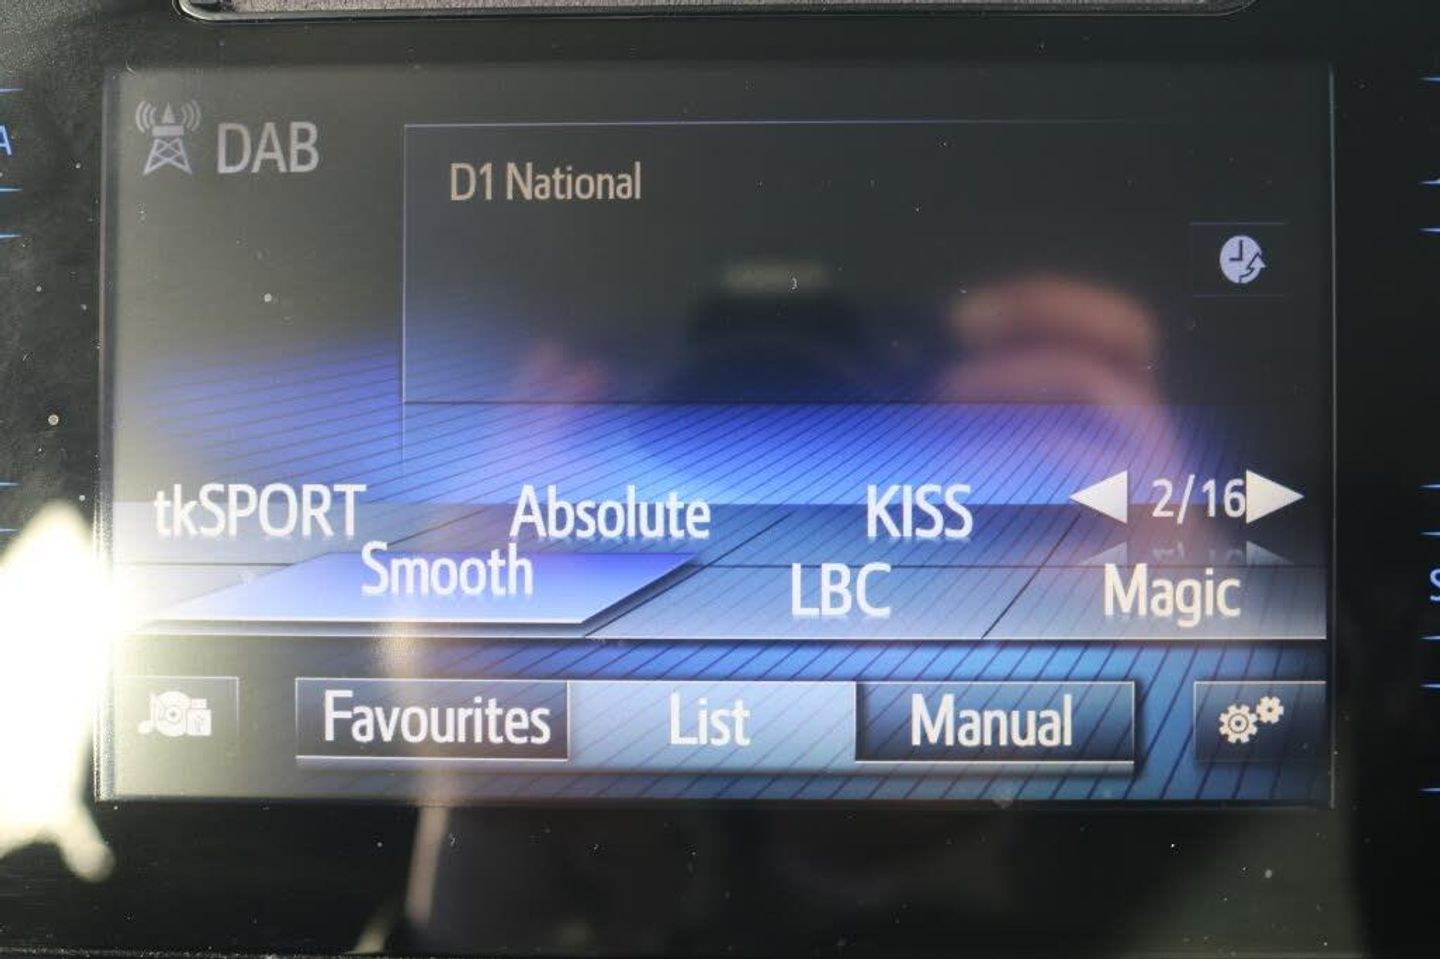 DAB
D1 National
tkSPORT Absolute KISS 2/16
Smooth LBC Magic
Favourites List Manual